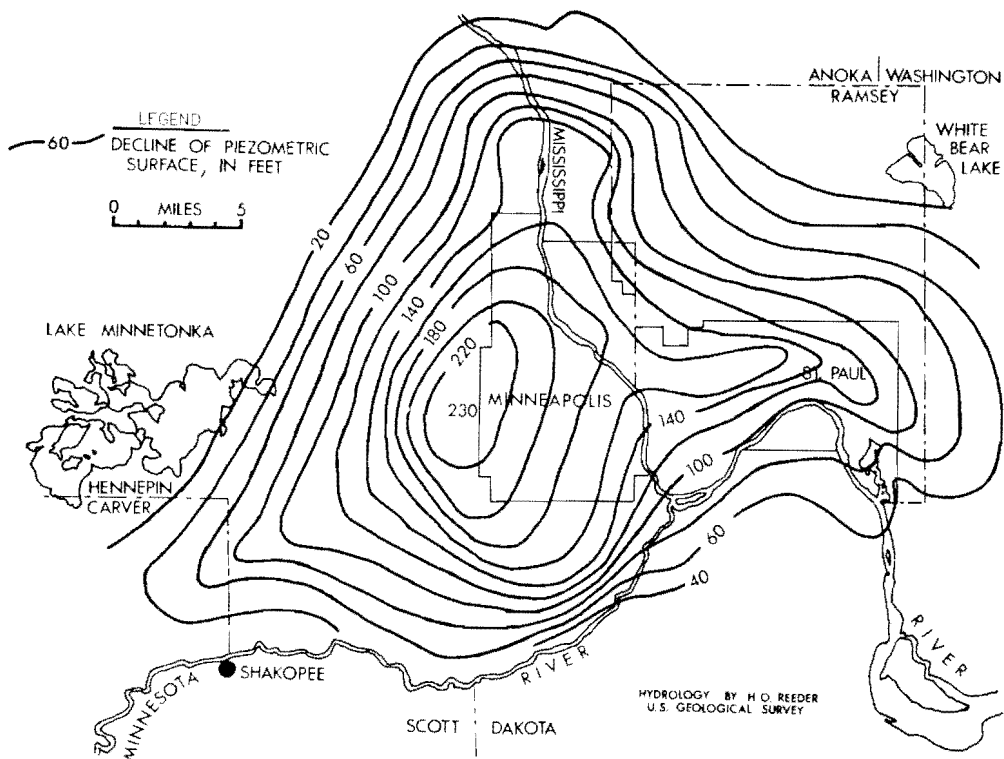 ANOKA WASHINGTON
RAMSEY
LEGEND
60
DECLINE OF PIEZOMETRIC
SURFACE, IN FEET
0 MILES 5
WHITE
BEAR
LAKE
MISSISSIPPI
20
60
100
140
180
220
230
LAKE MINNETONKA
MINNEAPOLIS
ST. PAUL
140
100
60
40
HENNEPIN
CARVER
SHAKOPEE
MINNESOTA
RIVER
RIVER
HYDROLOGY BY H.O. REEDER
U.S. GEOLOGICAL SURVEY
SCOTT DAKOTA